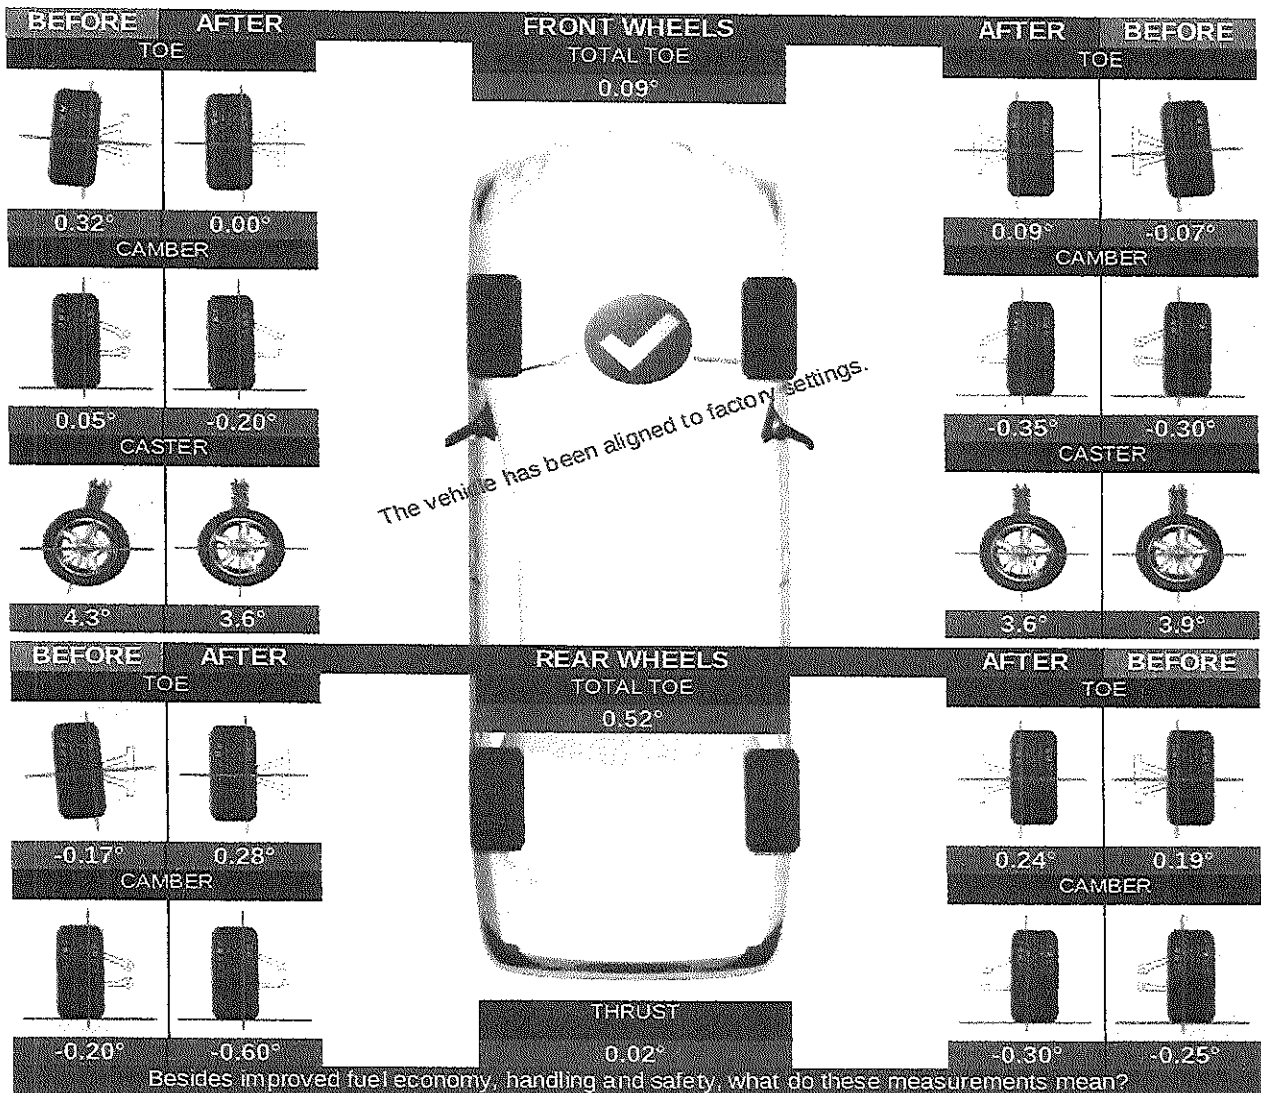 BEFORE AFTER FRONT WHEELS AFTER BEFORE
TOE TOTAL TOE TOE
0.09°
0.32° 0.00° 0.09° -0.07°
CAMBER CAMBER
0.05° -0.20° -0.35° -0.30°
CASTER CASTER
The vehicle has been aligned to factory settings.
4.3° 3.6° 3.6° 3.9°
BEFORE AFTER REAR WHEELS AFTER BEFORE
TOE TOTAL TOE TOE
0.52°
-0.17° 0.28° 0.24° 0.19°
CAMBER CAMBER
THRUST
-0.20° -0.60° 0.02° -0.30° -0.25°
Besides improved fuel economy, handling and safety, what do these measurements mean?